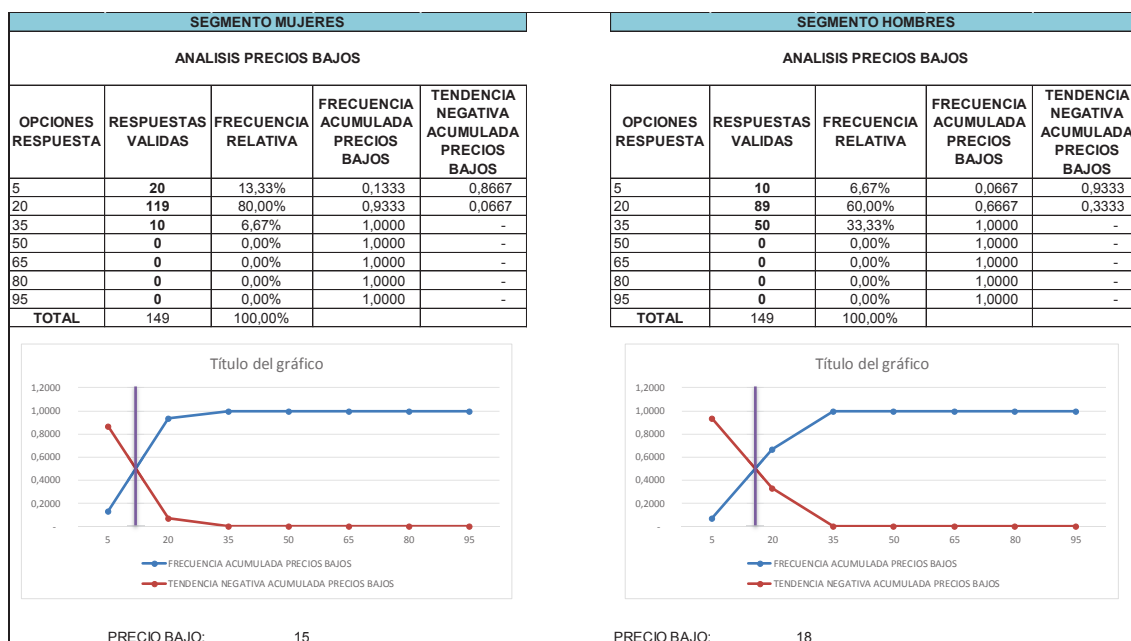 SEGMENTO MUJERES
ANALISIS PRECIOS BAJOS
OPCIONES RESPUESTA RESPUESTAS VALIDAS FRECUENCIA RELATIVA FRECUENCIA ACUMULADA PRECIOS BAJOS TENDENCIA NEGATIVA ACUMULADA PRECIOS BAJOS
5 20 13,33% 0,1333 0,8667
20 119 80,00% 0,9333 0,0667
35 10 6,67% 1,0000 -
50 0 0,00% 1,0000 -
65 0 0,00% 1,0000 -
80 0 0,00% 1,0000 -
95 0 0,00% 1,0000 -
TOTAL 149 100,00%
Título del gráfico
1,2000
1,0000
0,8000
0,6000
0,4000
0,2000
-
5 20 35 50 65 80 95
FRECUENCIA ACUMULADA PRECIOS BAJOS
TENDENCIA NEGATIVA ACUMULADA PRECIOS BAJOS
PRECIO BAJO: 15
SEGMENTO HOMBRES
ANALISIS PRECIOS BAJOS
OPCIONES RESPUESTA RESPUESTAS VALIDAS FRECUENCIA RELATIVA FRECUENCIA ACUMULADA PRECIOS BAJOS TENDENCIA NEGATIVA ACUMULADA PRECIOS BAJOS
5 10 6,67% 0,0667 0,9333
20 89 60,00% 0,6667 0,3333
35 50 33,33% 1,0000 -
50 0 0,00% 1,0000 -
65 0 0,00% 1,0000 -
80 0 0,00% 1,0000 -
95 0 0,00% 1,0000 -
TOTAL 149 100,00%
Título del gráfico
1,2000
1,0000
0,8000
0,6000
0,4000
0,2000
-
5 20 35 50 65 80 95
FRECUENCIA ACUMULADA PRECIOS BAJOS
TENDENCIA NEGATIVA ACUMULADA PRECIOS BAJOS
PRECIO BAJO: 18